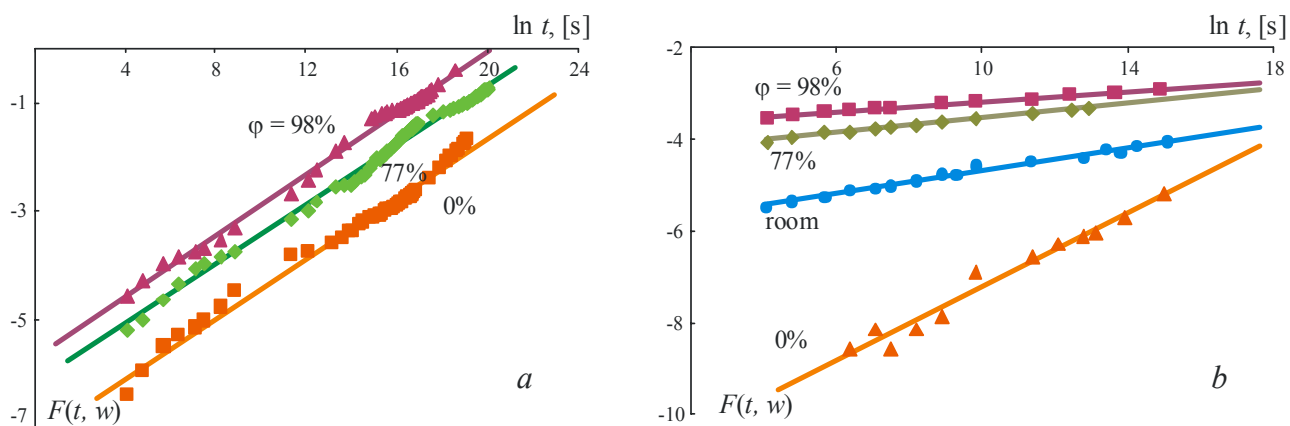 ln t, [s]
4 8 12 16 20 24
-1
φ = 98%
77%
-3
0%
-5
a
-7
F(t, w)
ln t, [s]
-2
6 10 14 18
φ = 98%
-4
77%
room
-6
-8
0%
b
-10
F(t, w)